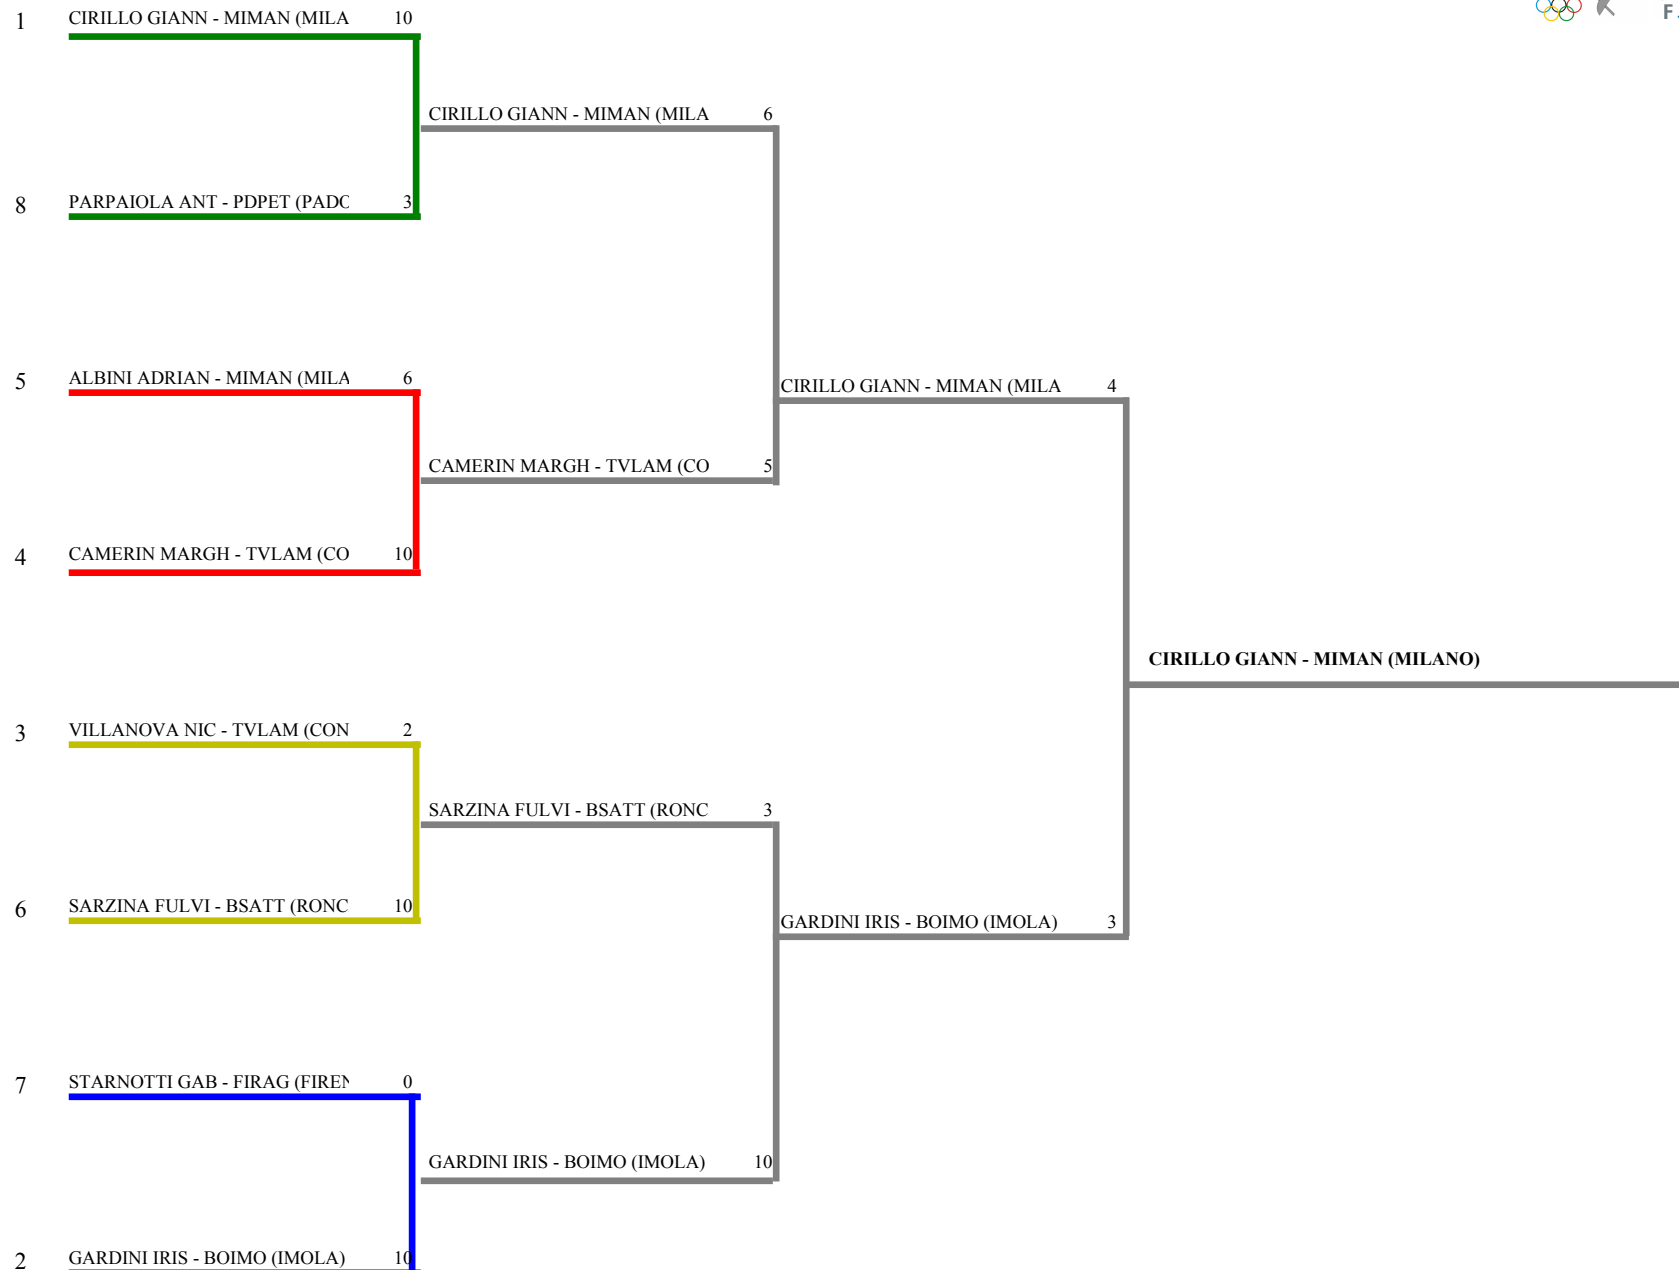 1 CIRILLO GIANN - MIMAN (MILA 10
CIRILLO GIANN - MIMAN (MILA 6
8 PARPAIOLA ANT - PDPET (PADO 3
5 ALBINI ADRIAN - MIMAN (MILA 6
CIRILLO GIANN - MIMAN (MILA 4
CAMERIN MARGH - TVLAM (CO 5
4 CAMERIN MARGH - TVLAM (CO 10
CIRILLO GIANN - MIMAN (MILANO)
3 VILLANOVA NIC - TVLAM (CON 2
SARZINA FULVI - BSATT (RONC 3
6 SARZINA FULVI - BSATT (RONC 10
GARDINI IRIS - BOIMO (IMOLA) 3
7 STARNOTTI GAB - FIRAG (FIREN 0
GARDINI IRIS - BOIMO (IMOLA) 10
2 GARDINI IRIS - BOIMO (IMOLA) 10